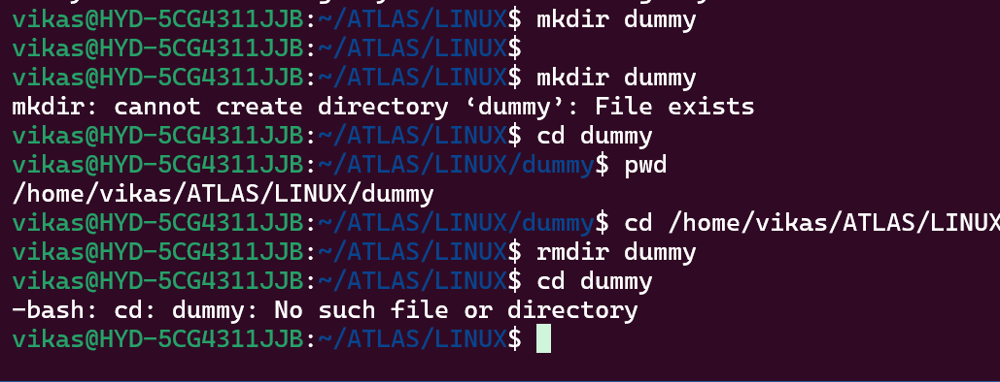 vikas@HYD-5CG4311JJB:~/ATLAS/LINUX$ mkdir dummy
vikas@HYD-5CG4311JJB:~/ATLAS/LINUX$
vikas@HYD-5CG4311JJB:~/ATLAS/LINUX$ mkdir dummy
mkdir: cannot create directory ‘dummy’: File exists
vikas@HYD-5CG4311JJB:~/ATLAS/LINUX$ cd dummy
vikas@HYD-5CG4311JJB:~/ATLAS/LINUX/dummy$ pwd
/home/vikas/ATLAS/LINUX/dummy
vikas@HYD-5CG4311JJB:~/ATLAS/LINUX/dummy$ cd /home/vikas/ATLAS/LINUX
vikas@HYD-5CG4311JJB:~/ATLAS/LINUX$ rmdir dummy
vikas@HYD-5CG4311JJB:~/ATLAS/LINUX$ cd dummy
-bash: cd: dummy: No such file or directory
vikas@HYD-5CG4311JJB:~/ATLAS/LINUX$